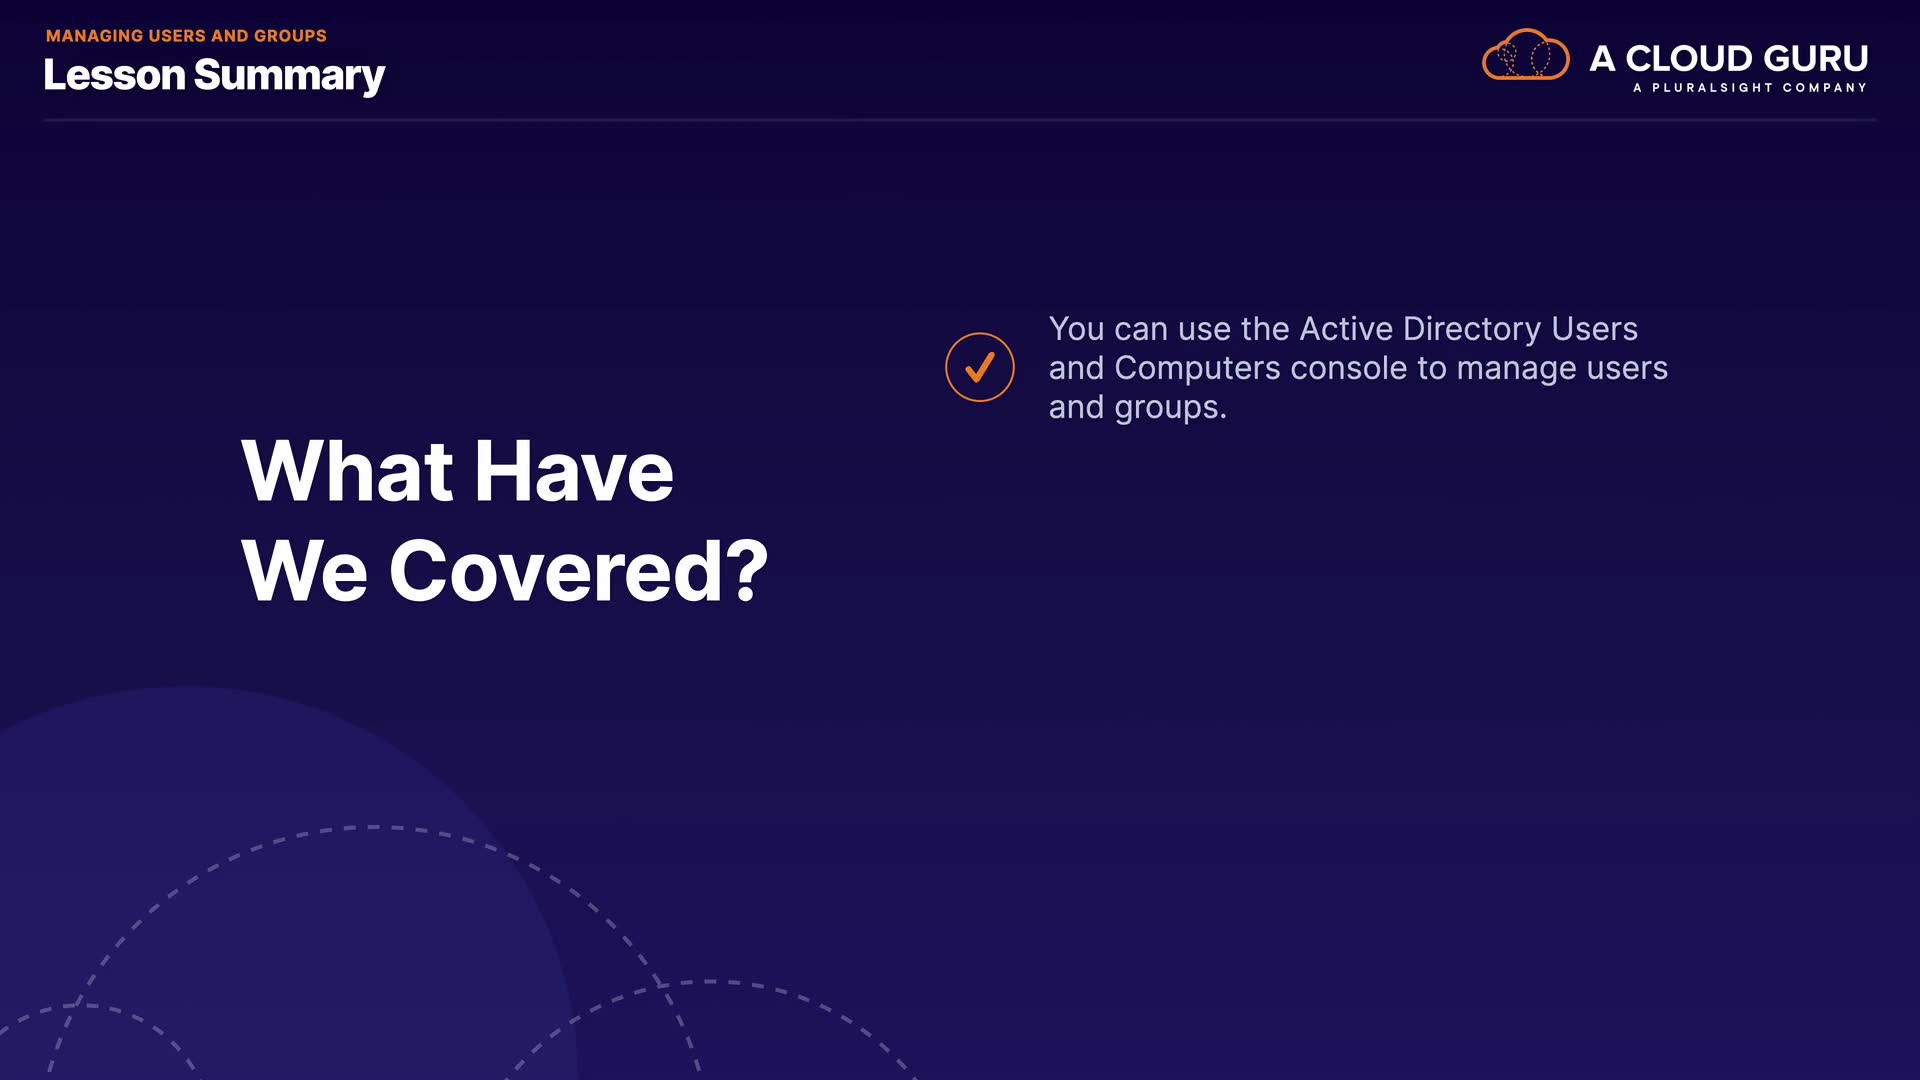 MANAGING USERS AND GROUPS
Lesson Summary
A CLOUD GURU
A PLURALSIGHT COMPANY
What Have
We Covered?
You can use the Active Directory Users
and Computers console to manage users
and groups.